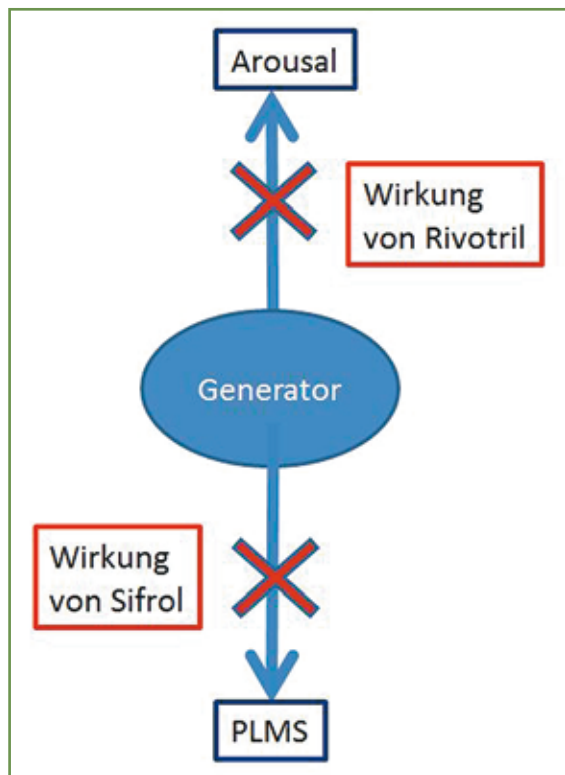 Arousal
Wirkung
von Rivotril
Generator
Wirkung
von Sifrol
PLMS